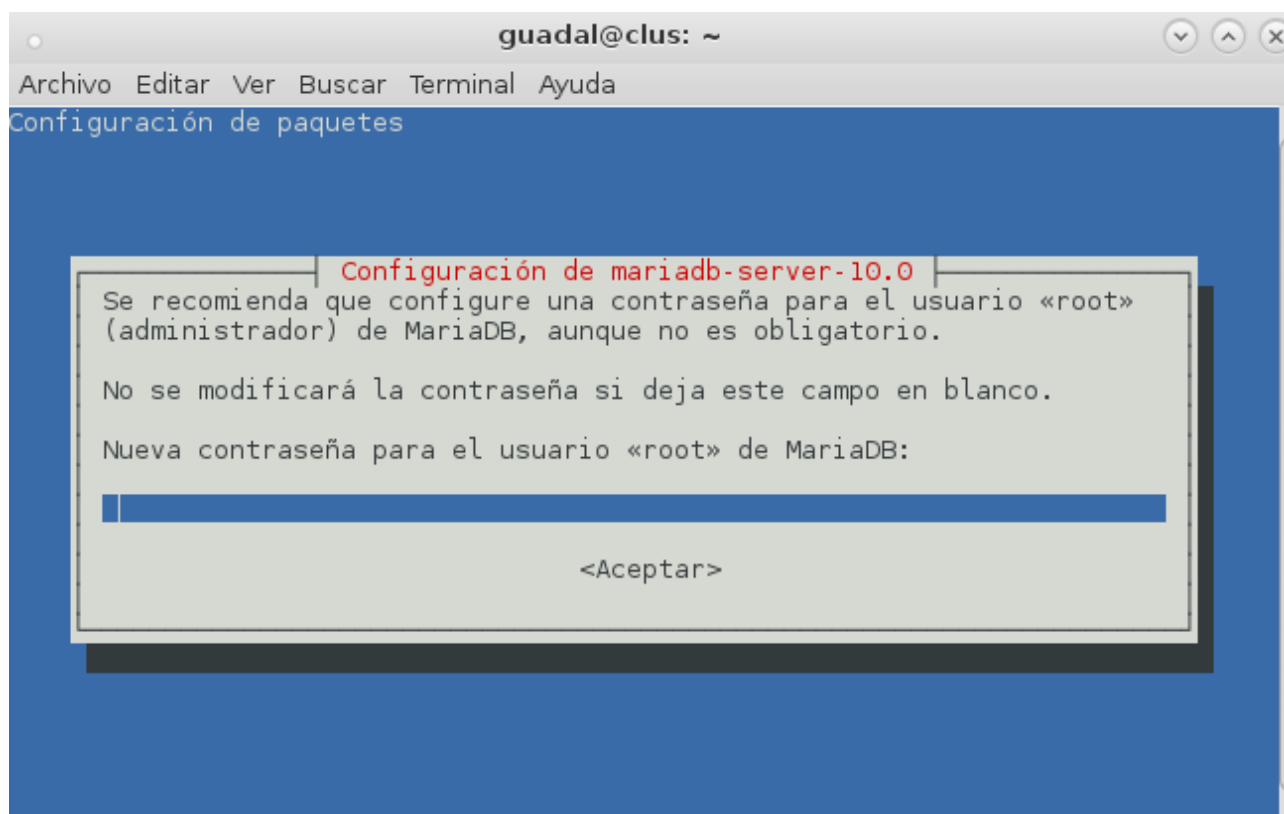 guadal@clus: ~
Archivo Editar Ver Buscar Terminal Ayuda
Configuración de paquetes
Configuración de mariadb-server-10.0
Se recomienda que configure una contraseña para el usuario «root»
(administrador) de MariaDB, aunque no es obligatorio.
No se modificará la contraseña si deja este campo en blanco.
Nueva contraseña para el usuario «root» de MariaDB:
<Aceptar>